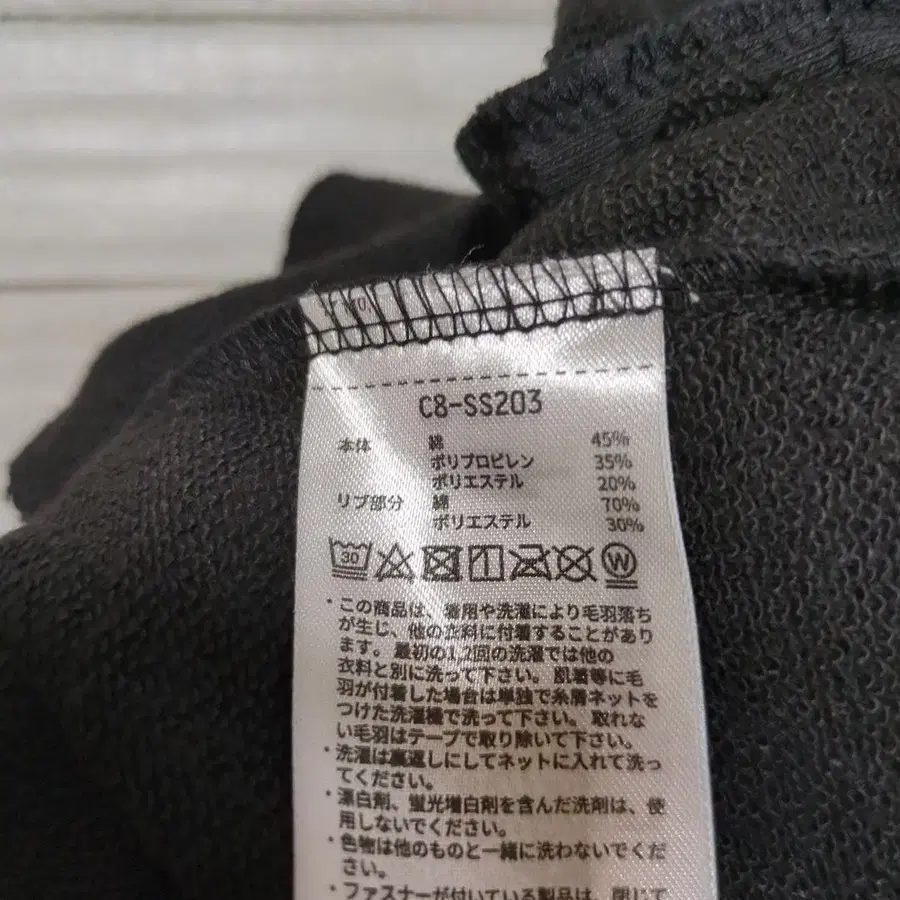 C8-SS203
本体 綿 45%
ポリプロピレン 35%
ポリエステル 20%
リブ部分 綿 70%
ポリエステル 30%
30 W
・この商品は、着用や洗濯により毛羽落ち
が生じ、他の衣料に付着することがあり
ます。最初の1,2回の洗濯では他の
衣料と別に洗って下さい。肌着等に毛
羽が付着した場合は単独で糸屑ネットを
つけた洗濯機で洗って下さい。取れな
い毛羽はテープで取り除いて下さい。
・洗濯は裏返しにしてネットに入れて洗っ
てください。
・漂白剤、蛍光増白剤を含んだ洗剤は、使
用しないでください。
・色物は他のものと一緒に洗わないでくだ
さい。
・ファスナーが付いている製品は、閉じて